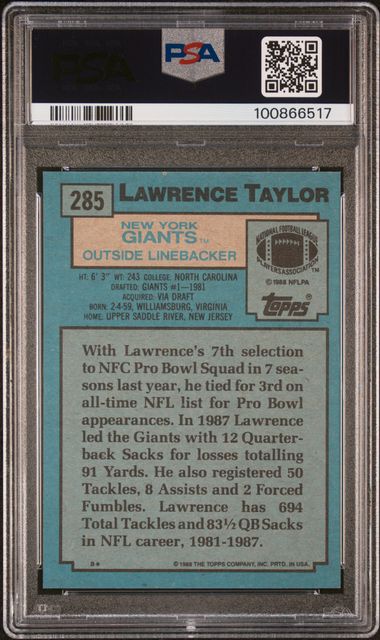 PSA
PSA
100866517
285
LAWRENCE TAYLOR
NEW YORK
GIANTS TM
OUTSIDE LINEBACKER
NATIONAL FOOTBALL LEAGUE
PLAYERS ASSOCIATION
© 1988 NFLPA
Topps
HT: 6' 3" WT: 243 COLLEGE: NORTH CAROLINA
DRAFTED: GIANTS #1—1981
ACQUIRED: VIA DRAFT
BORN: 2-4-59, WILLIAMSBURG, VIRGINIA
HOME: UPPER SADDLE RIVER, NEW JERSEY
With Lawrence's 7th selection
to NFC Pro Bowl Squad in 7 sea-
sons last year, he tied for 3rd on
all-time NFL list for Pro Bowl
appearances. In 1987 Lawrence
led the Giants with 12 Quarter-
back Sacks for losses totalling
91 Yards. He also registered 50
Tackles, 8 Assists and 2 Forced
Fumbles. Lawrence has 694
Total Tackles and 83½ QB Sacks
in NFL career, 1981-1987.
B*
© 1988 THE TOPPS COMPANY, INC. PRTD. IN U.S.A.